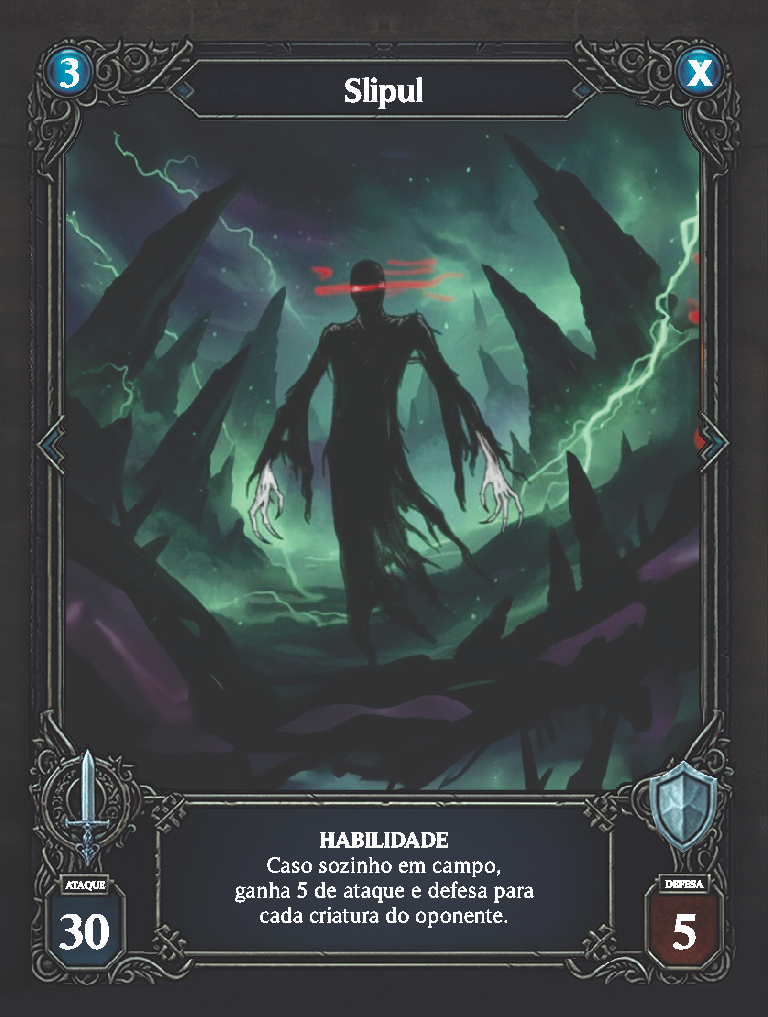 3
Slipul
X
HABILIDADE
Caso sozinho em campo,
ganha 5 de ataque e defesa para
cada criatura do oponente.
ATAQUE
30
DEFESA
5